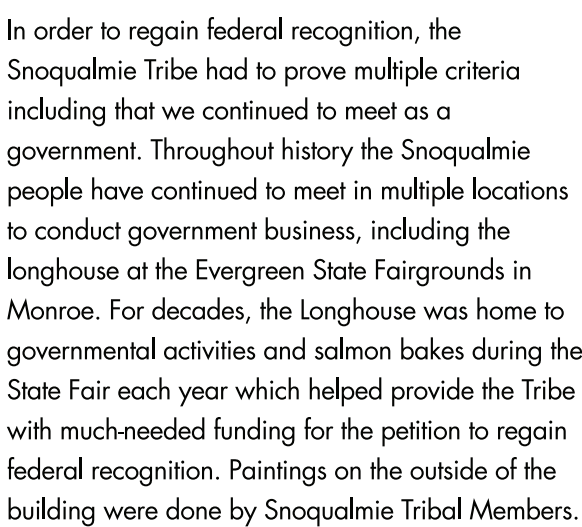 In order to regain federal recognition, the
Snoqualmie Tribe had to prove multiple criteria
including that we continued to meet as a
government. Throughout history the Snoqualmie
people have continued to meet in multiple locations
to conduct government business, including the
longhouse at the Evergreen State Fairgrounds in
Monroe. For decades, the Longhouse was home to
governmental activities and salmon bakes during the
State Fair each year which helped provide the Tribe
with much-needed funding for the petition to regain
federal recognition. Paintings on the outside of the
building were done by Snoqualmie Tribal Members.